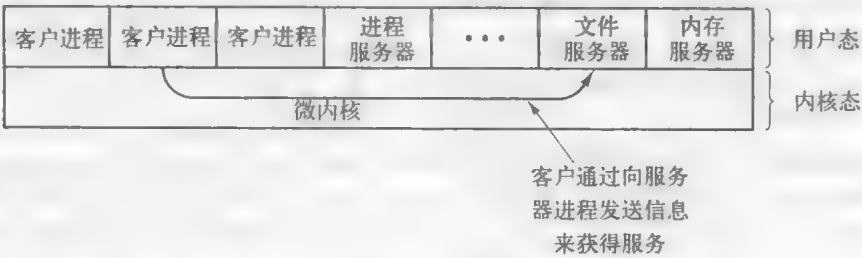 客户进程 客户进程 客户进程 进程 服务器 ••• 文件 服务器 内存 服务器 用户态
微内核 内核态
客户通过向服务
器进程发送信息
来获得服务